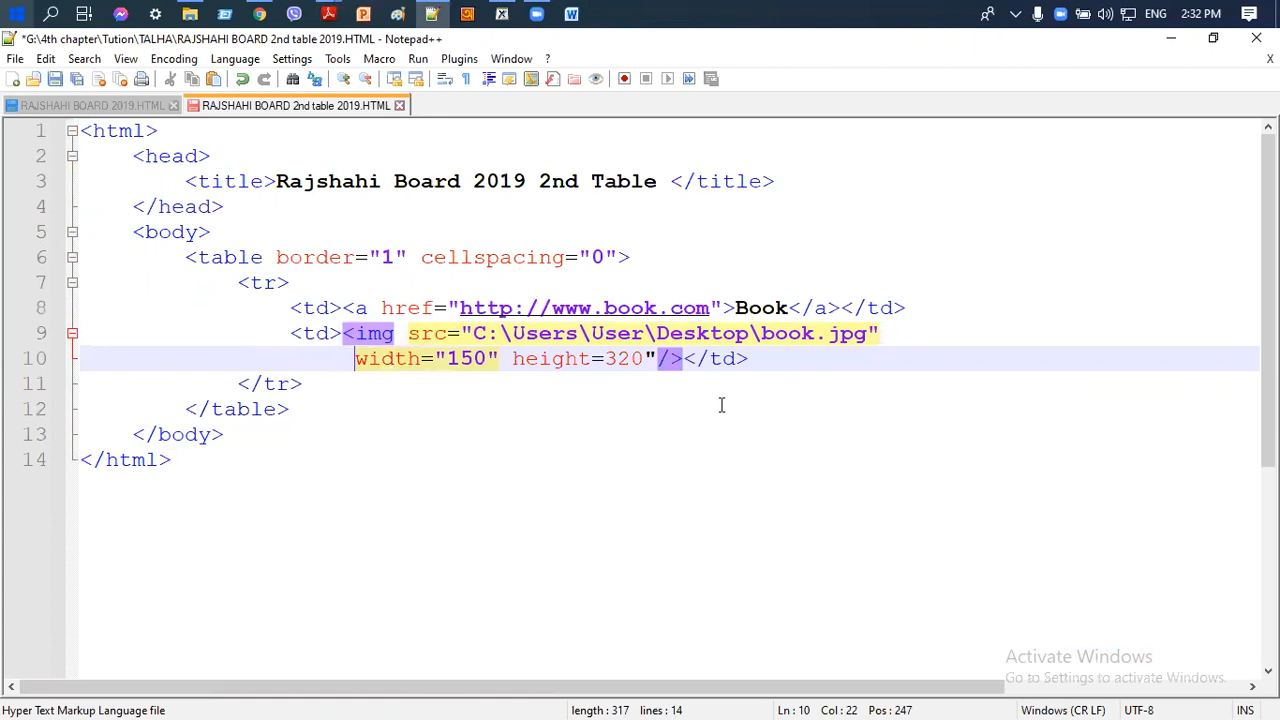 ENG 2:32 PM
*G:\4th chapter\Tution\TALHA\RAJSHAHI BOARD 2nd table 2019.HTML - Notepad++
File Edit Search View Encoding Language Settings Tools Macro Run Plugins Window ? X
RAJSHAHI BOARD 2019.HTML RAJSHAHI BOARD 2nd table 2019.HTML
1 <html>
2 <head>
3 <title>Rajshahi Board 2019 2nd Table </title>
4 </head>
5 <body>
6 <table border="1" cellspacing="0">
7 <tr>
8 <td><a href="http://www.book.com">Book</a></td>
9 <td><img src="C:\Users\User\Desktop\book.jpg"
10 width="150" height=320"/></td>
11 </tr>
12 </table>
13 </body>
14 </html>
Activate Windows
Go to Settings to activate Windows.
Hyper Text Markup Language file length : 317 lines : 14 Ln : 10 Col : 22 Pos : 247 Windows (CR LF) UTF-8 INS